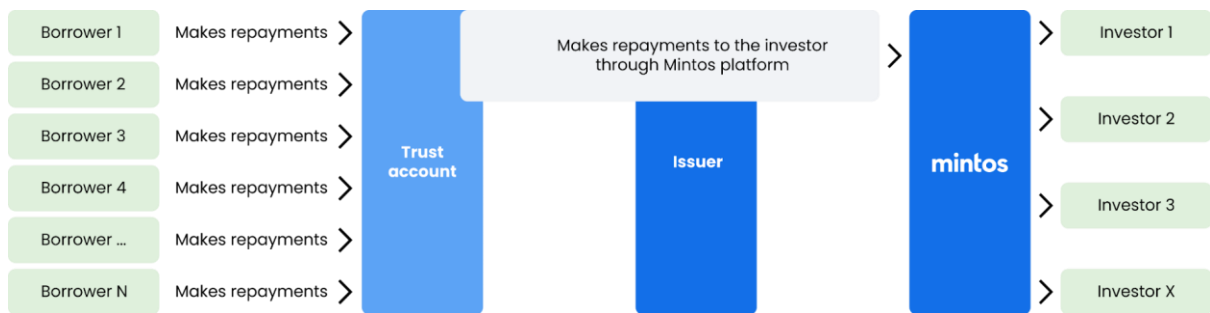 Borrower 1 Makes repayments
Borrower 2 Makes repayments
Borrower 3 Makes repayments
Borrower 4 Makes repayments
Borrower ... Makes repayments
Borrower N Makes repayments
Trust
account
Makes repayments to the investor
through Mintos platform
Issuer
mintos
Investor 1
Investor 2
Investor 3
Investor X